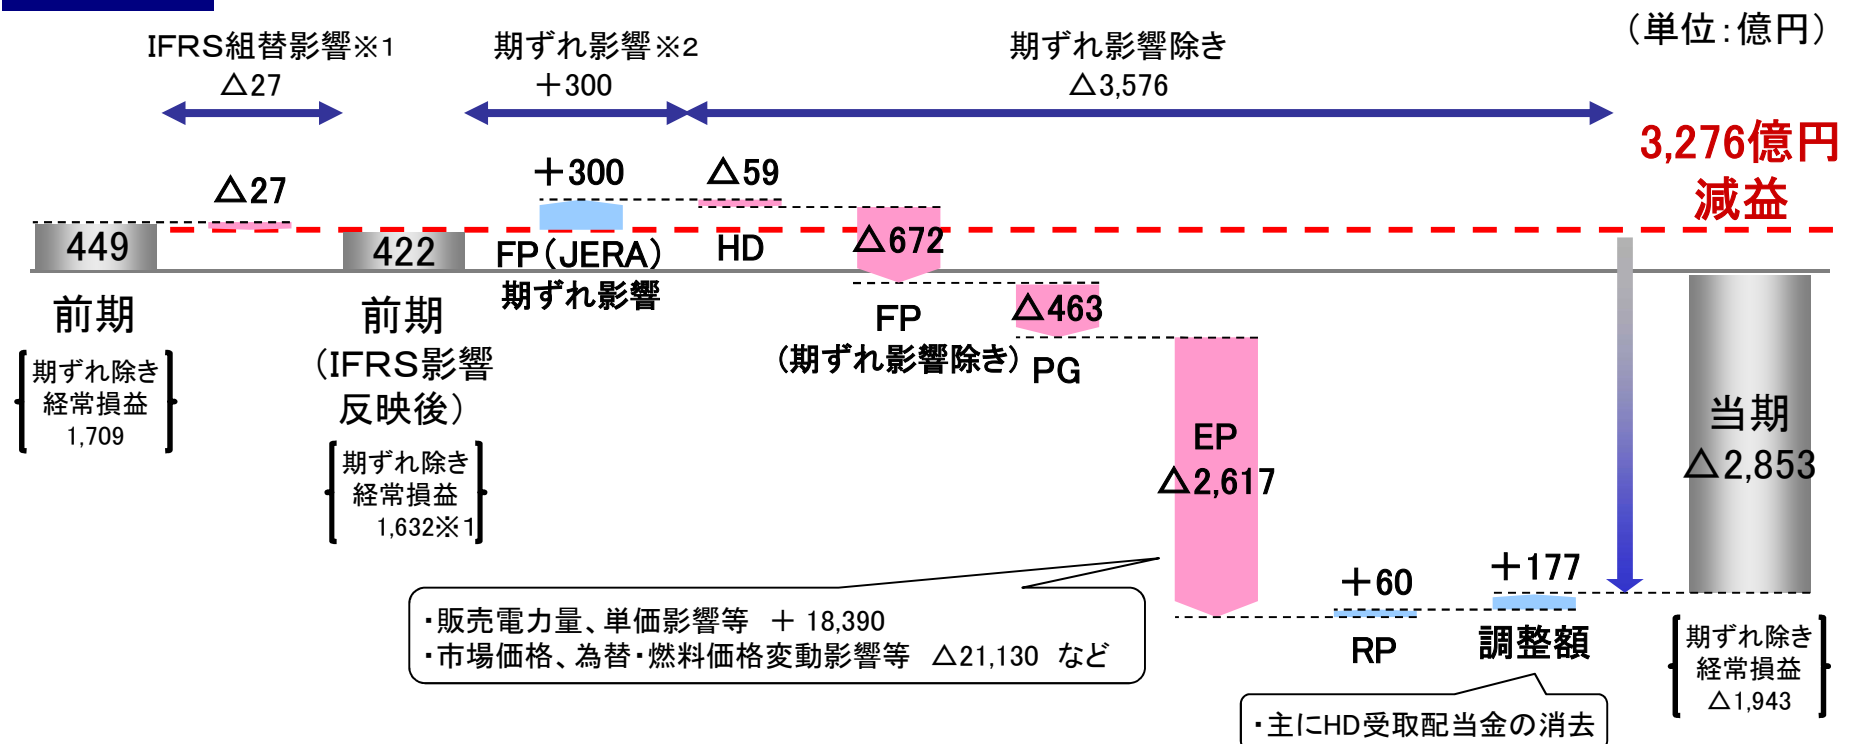 （単位：億円）
IFRS組替影響※1
△27
期ずれ影響※2
＋300
期ずれ影響除き
△3,576
3,276億円
減益
△27
＋300
△59
449
422
FP（JERA）
期ずれ影響
HD
△672
前期
前期
（IFRS影響
反映後）
FP
（期ずれ影響除き）
△463
PG
期ずれ除き
経常損益
1,709
期ずれ除き
経常損益
1,632※1
EP
△2,617
当期
△2,853
・販売電力量、単価影響等　＋ 18,390
・市場価格、為替・燃料価格変動影響等　△21,130　など
＋60
RP
＋177
調整額
期ずれ除き
経常損益
△1,943
・主にHD受取配当金の消去